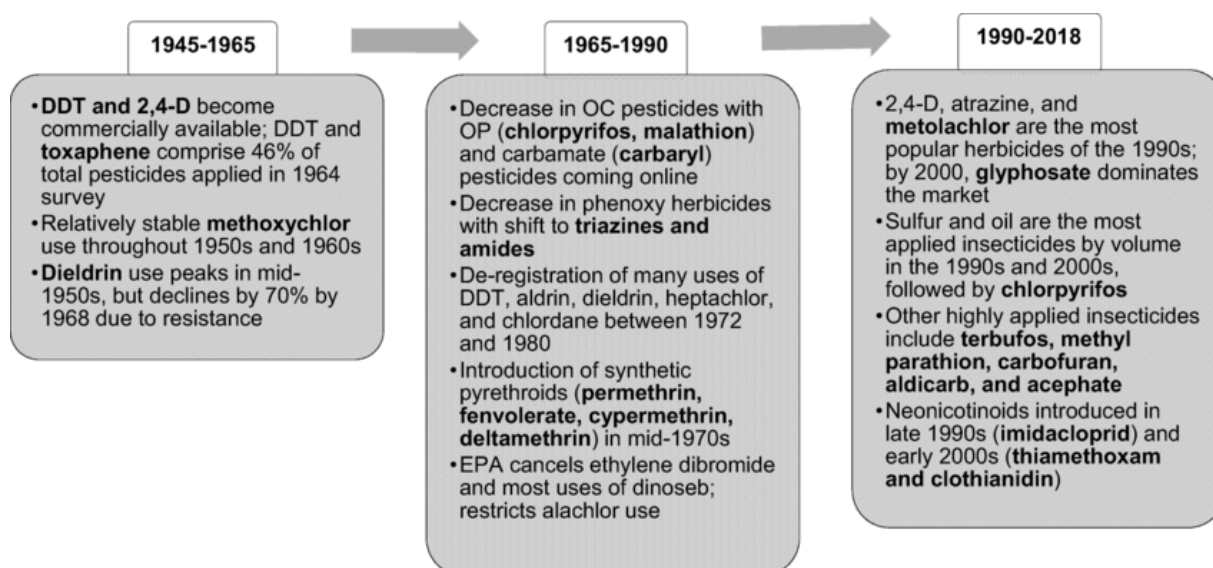 1945-1965
•DDT and 2,4-D become
commercially available; DDT and
toxaphene comprise 46% of
total pesticides applied in 1964
survey
•Relatively stable methoxychlor
use throughout 1950s and 1960s
•Dieldrin use peaks in mid-
1950s, but declines by 70% by
1968 due to resistance
1965-1990
•Decrease in OC pesticides with
OP (chlorpyrifos, malathion)
and carbamate (carbaryl)
pesticides coming online
•Decrease in phenoxy herbicides
with shift to triazines and
amides
•De-registration of many uses of
DDT, aldrin, dieldrin, heptachlor,
and chlordane between 1972
and 1980
•Introduction of synthetic
pyrethroids (permethrin,
fenvolerate, cypermethrin,
deltamethrin) in mid-1970s
•EPA cancels ethylene dibromide
and most uses of dinoseb;
restricts alachlor use
1990-2018
•2,4-D, atrazine, and
metolachlor are the most
popular herbicides of the 1990s;
by 2000, glyphosate dominates
the market
•Sulfur and oil are the most
applied insecticides by volume
in the 1990s and 2000s,
followed by chlorpyrifos
•Other highly applied insecticides
include terbufos, methyl
parathion, carbofuran,
aldicarb, and acephate
•Neonicotinoids introduced in
late 1990s (imidacloprid) and
early 2000s (thiamethoxam
and clothianidin)